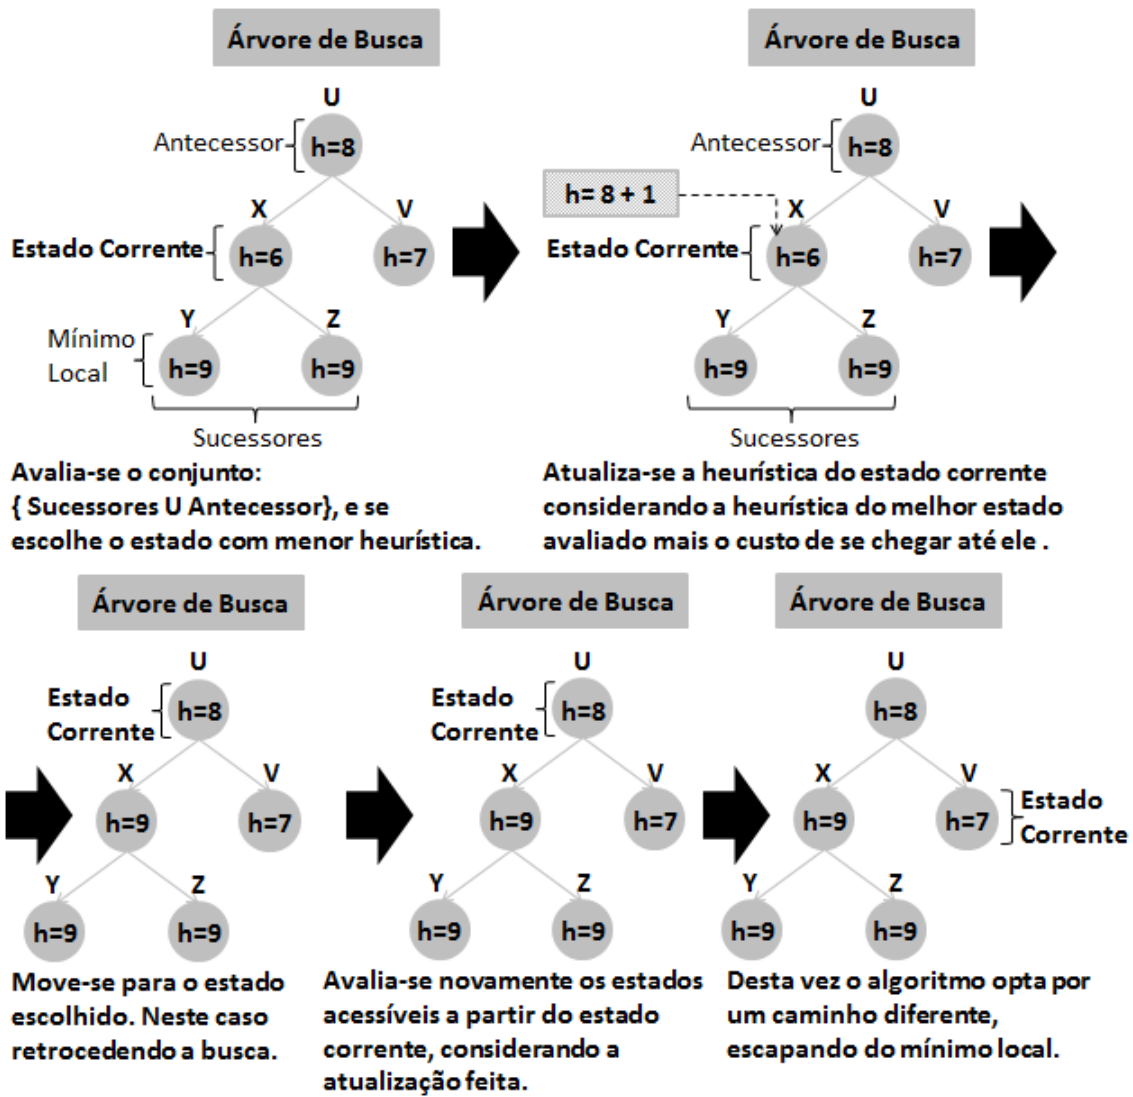 Árvore de Busca
U
Antecessor
h=8
X
V
Estado Corrente
h=6
h=7
Y
Z
Mínimo
Local
h=9
h=9
Sucessores
Avalia-se o conjunto:
{ Sucessores U Antecessor}, e se
escolhe o estado com menor heurística.
Árvore de Busca
U
Antecessor
h=8
h= 8 + 1
X
V
Estado Corrente
h=6
h=7
Y
Z
h=9
h=9
Sucessores
Atualiza-se a heurística do estado corrente
considerando a heurística do melhor estado
avaliado mais o custo de se chegar até ele .
Árvore de Busca
U
Estado
Corrente
h=8
X
V
h=9
h=7
Y
Z
h=9
h=9
Move-se para o estado
escolhido. Neste caso
retrocedendo a busca.
Árvore de Busca
U
Estado
Corrente
h=8
X
V
h=9
h=7
Y
Z
h=9
h=9
Avalia-se novamente os estados
acessíveis a partir do estado
corrente, considerando a
atualização feita.
Árvore de Busca
U
h=8
X
V
h=9
h=7
Estado
Corrente
Y
Z
h=9
h=9
Desta vez o algoritmo opta por
um caminho diferente,
escapando do mínimo local.